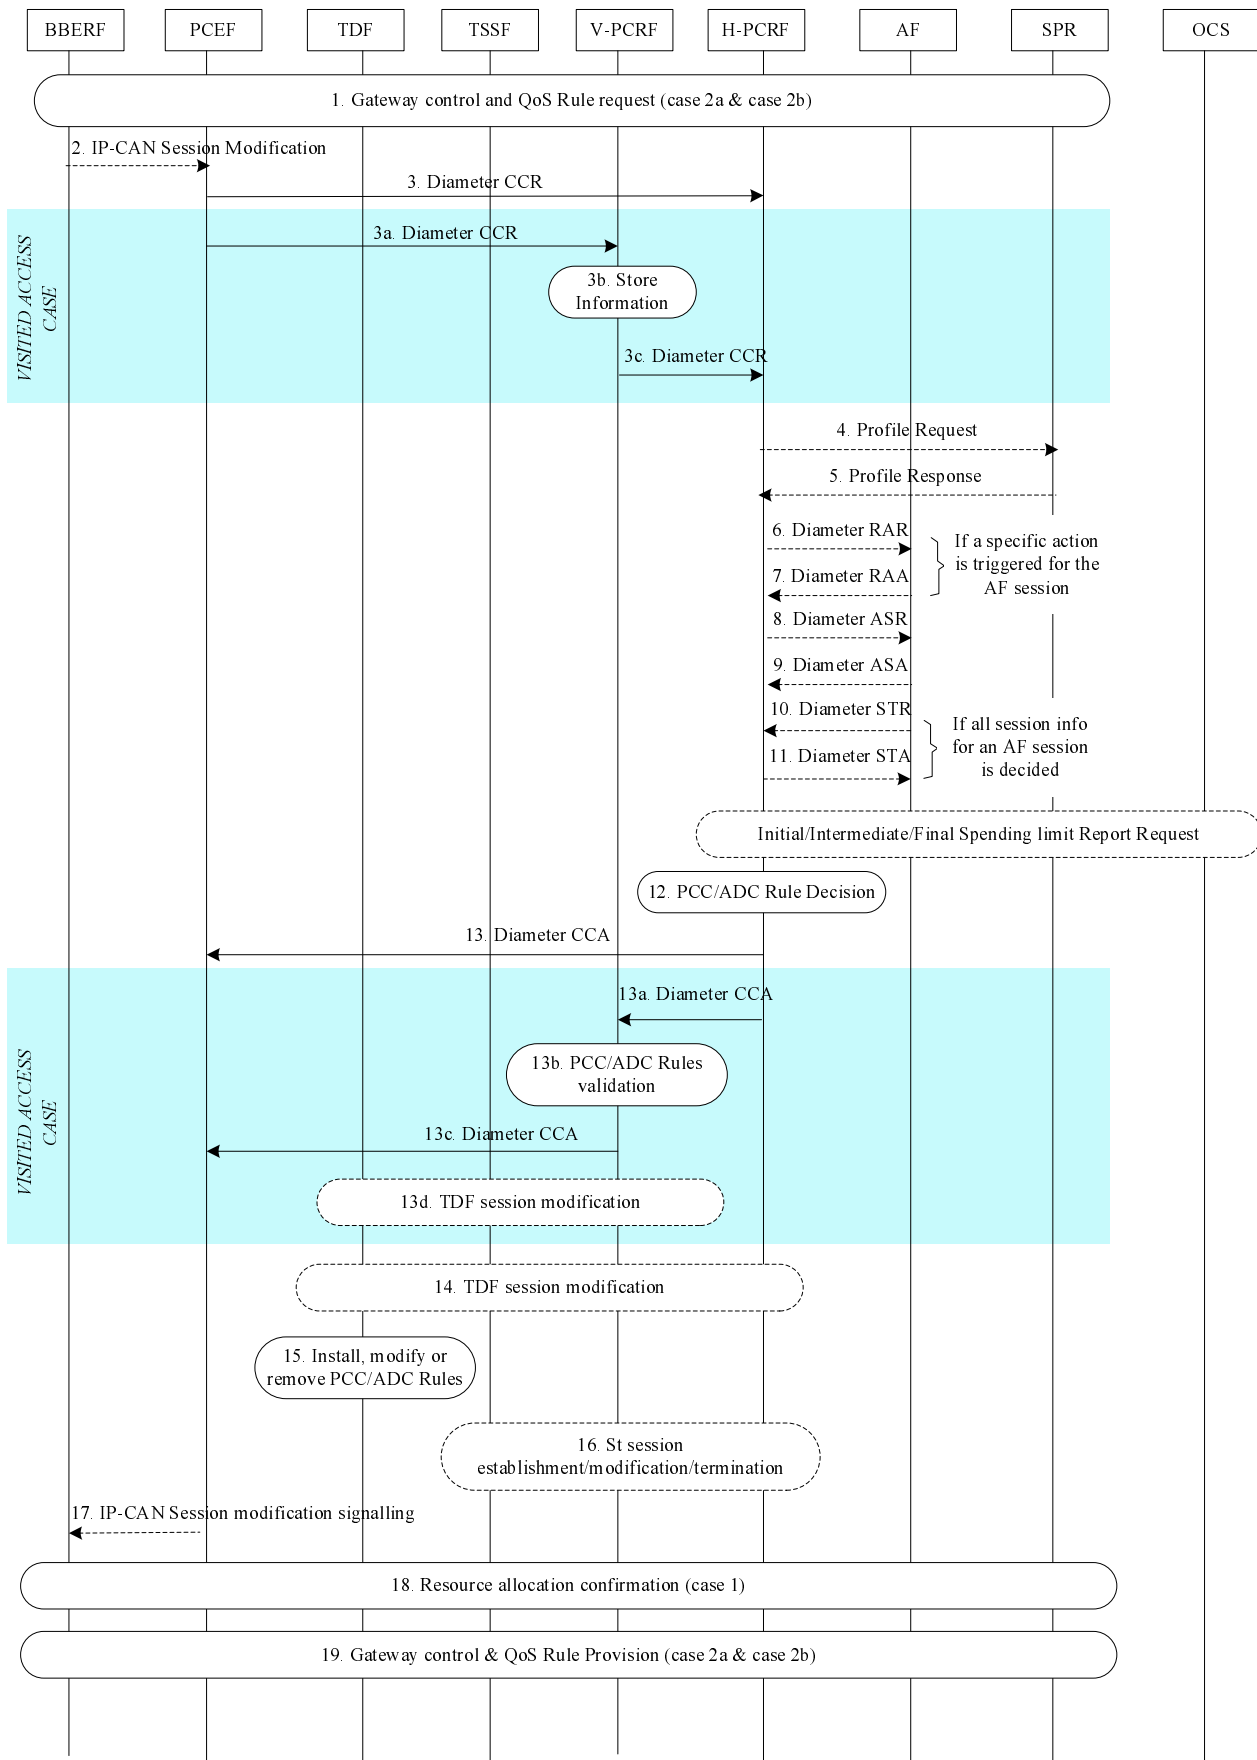 BBERF
PCEF
TDF
TSSF
V-PCRF
H-PCRF
AF
SPR
OCS
1. Gateway control and QoS Rule request (case 2a & case 2b)
2. IP-CAN Session Modification
3. Diameter CCR
VISITED ACCESS
CASE
3a. Diameter CCR
3b. Store
Information
3c. Diameter CCR
4. Profile Request
5. Profile Response
6. Diameter RAR
7. Diameter RAA
If a specific action
is triggered for the
AF session
8. Diameter ASR
9. Diameter ASA
10. Diameter STR
11. Diameter STA
If all session info
for an AF session
is decided
Initial/Intermediate/Final Spending limit Report Request
12. PCC/ADC Rule Decision
13. Diameter CCA
VISITED ACCESS
CASE
13a. Diameter CCA
13b. PCC/ADC Rules
validation
13c. Diameter CCA
13d. TDF session modification
14. TDF session modification
15. Install, modify or
remove PCC/ADC Rules
16. St session
establishment/modification/termination
17. IP-CAN Session modification signalling
18. Resource allocation confirmation (case 1)
19. Gateway control & QoS Rule Provision (case 2a & case 2b)